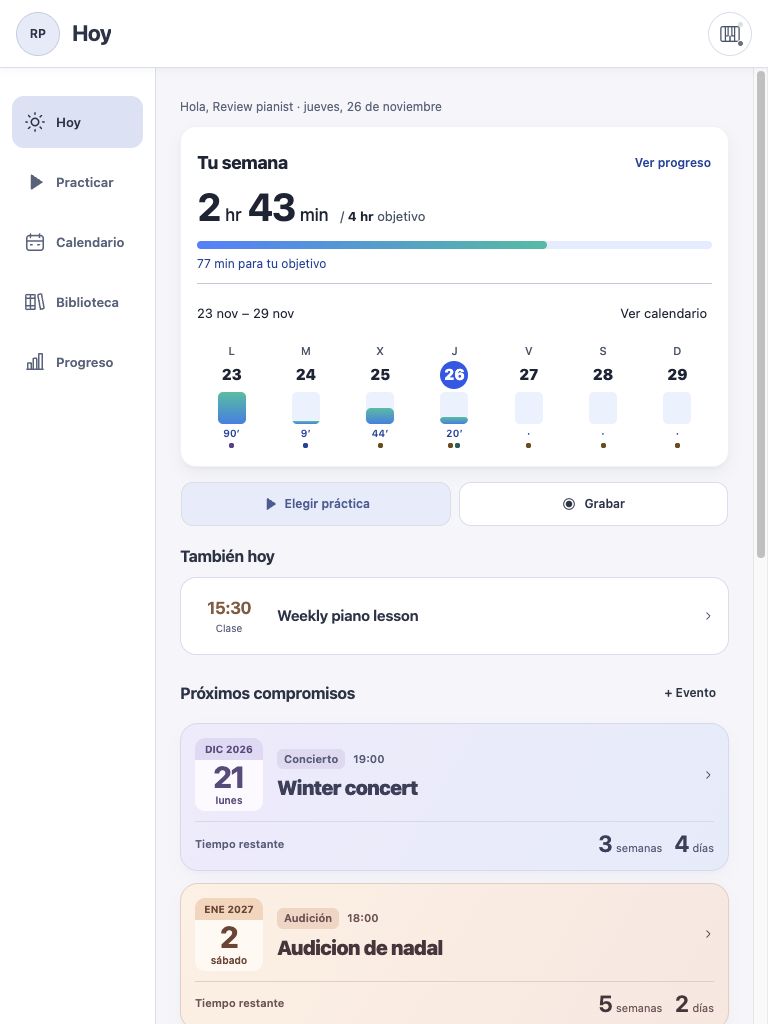 RP
Hoy
Hoy
Practicar
Calendario
Biblioteca
Progreso
Hola, Review pianist · jueves, 26 de noviembre
Tu semana
Ver progreso
2 hr 43 min / 4 hr objetivo
77 min para tu objetivo
23 nov – 29 nov
Ver calendario
L M X J V S D
23 24 25 26 27 28 29
90′ 9′ 44′ 20′ · · ·
Elegir práctica
Grabar
También hoy
15:30
Clase
Weekly piano lesson
Próximos compromisos
+ Evento
DIC 2026
21
lunes
Concierto 19:00
Winter concert
Tiempo restante
3 semanas 4 días
ENE 2027
2
sábado
Audición 18:00
Audicion de nadal
Tiempo restante
5 semanas 2 días